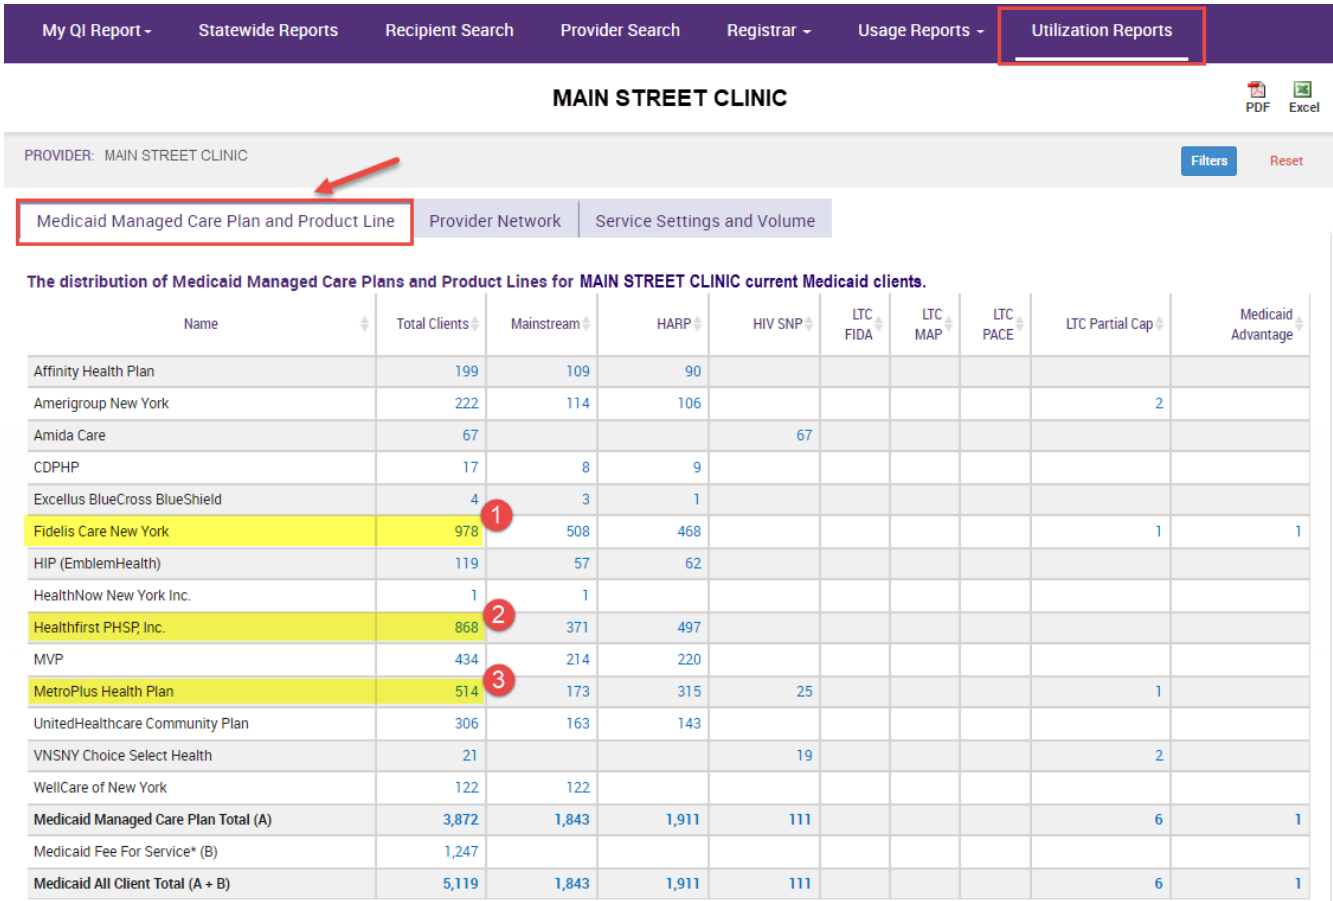 My QI Report Statewide Reports Recipient Search Provider Search Registrar Usage Reports Utilization Reports
MAIN STREET CLINIC
PDF Excel
PROVIDER: MAIN STREET CLINIC
Filters Reset
Medicaid Managed Care Plan and Product Line Provider Network Service Settings and Volume
The distribution of Medicaid Managed Care Plans and Product Lines for MAIN STREET CLINIC current Medicaid clients.
Name Total Clients Mainstream HARP HIV SNP LTC FIDA LTC MAP LTC PACE LTC Partial Cap Medicaid Advantage
Affinity Health Plan 199 109 90
Amerigroup New York 222 114 106 2
Amida Care 67 67
CDPHP 17 8 9
Excellus BlueCross BlueShield 4 3 1
1
Fidelis Care New York 978 508 468 1 1
HIP (EmblemHealth) 119 57 62
HealthNow New York Inc. 1 1
2
Healthfirst PHSP, Inc. 868 371 497
MVP 434 214 220
3
MetroPlus Health Plan 514 173 315 25 1
UnitedHealthcare Community Plan 306 163 143
VNSNY Choice Select Health 21 19 2
WellCare of New York 122 122
Medicaid Managed Care Plan Total (A) 3,872 1,843 1,911 111 6 1
Medicaid Fee For Service* (B) 1,247
Medicaid All Client Total (A + B) 5,119 1,843 1,911 111 6 1